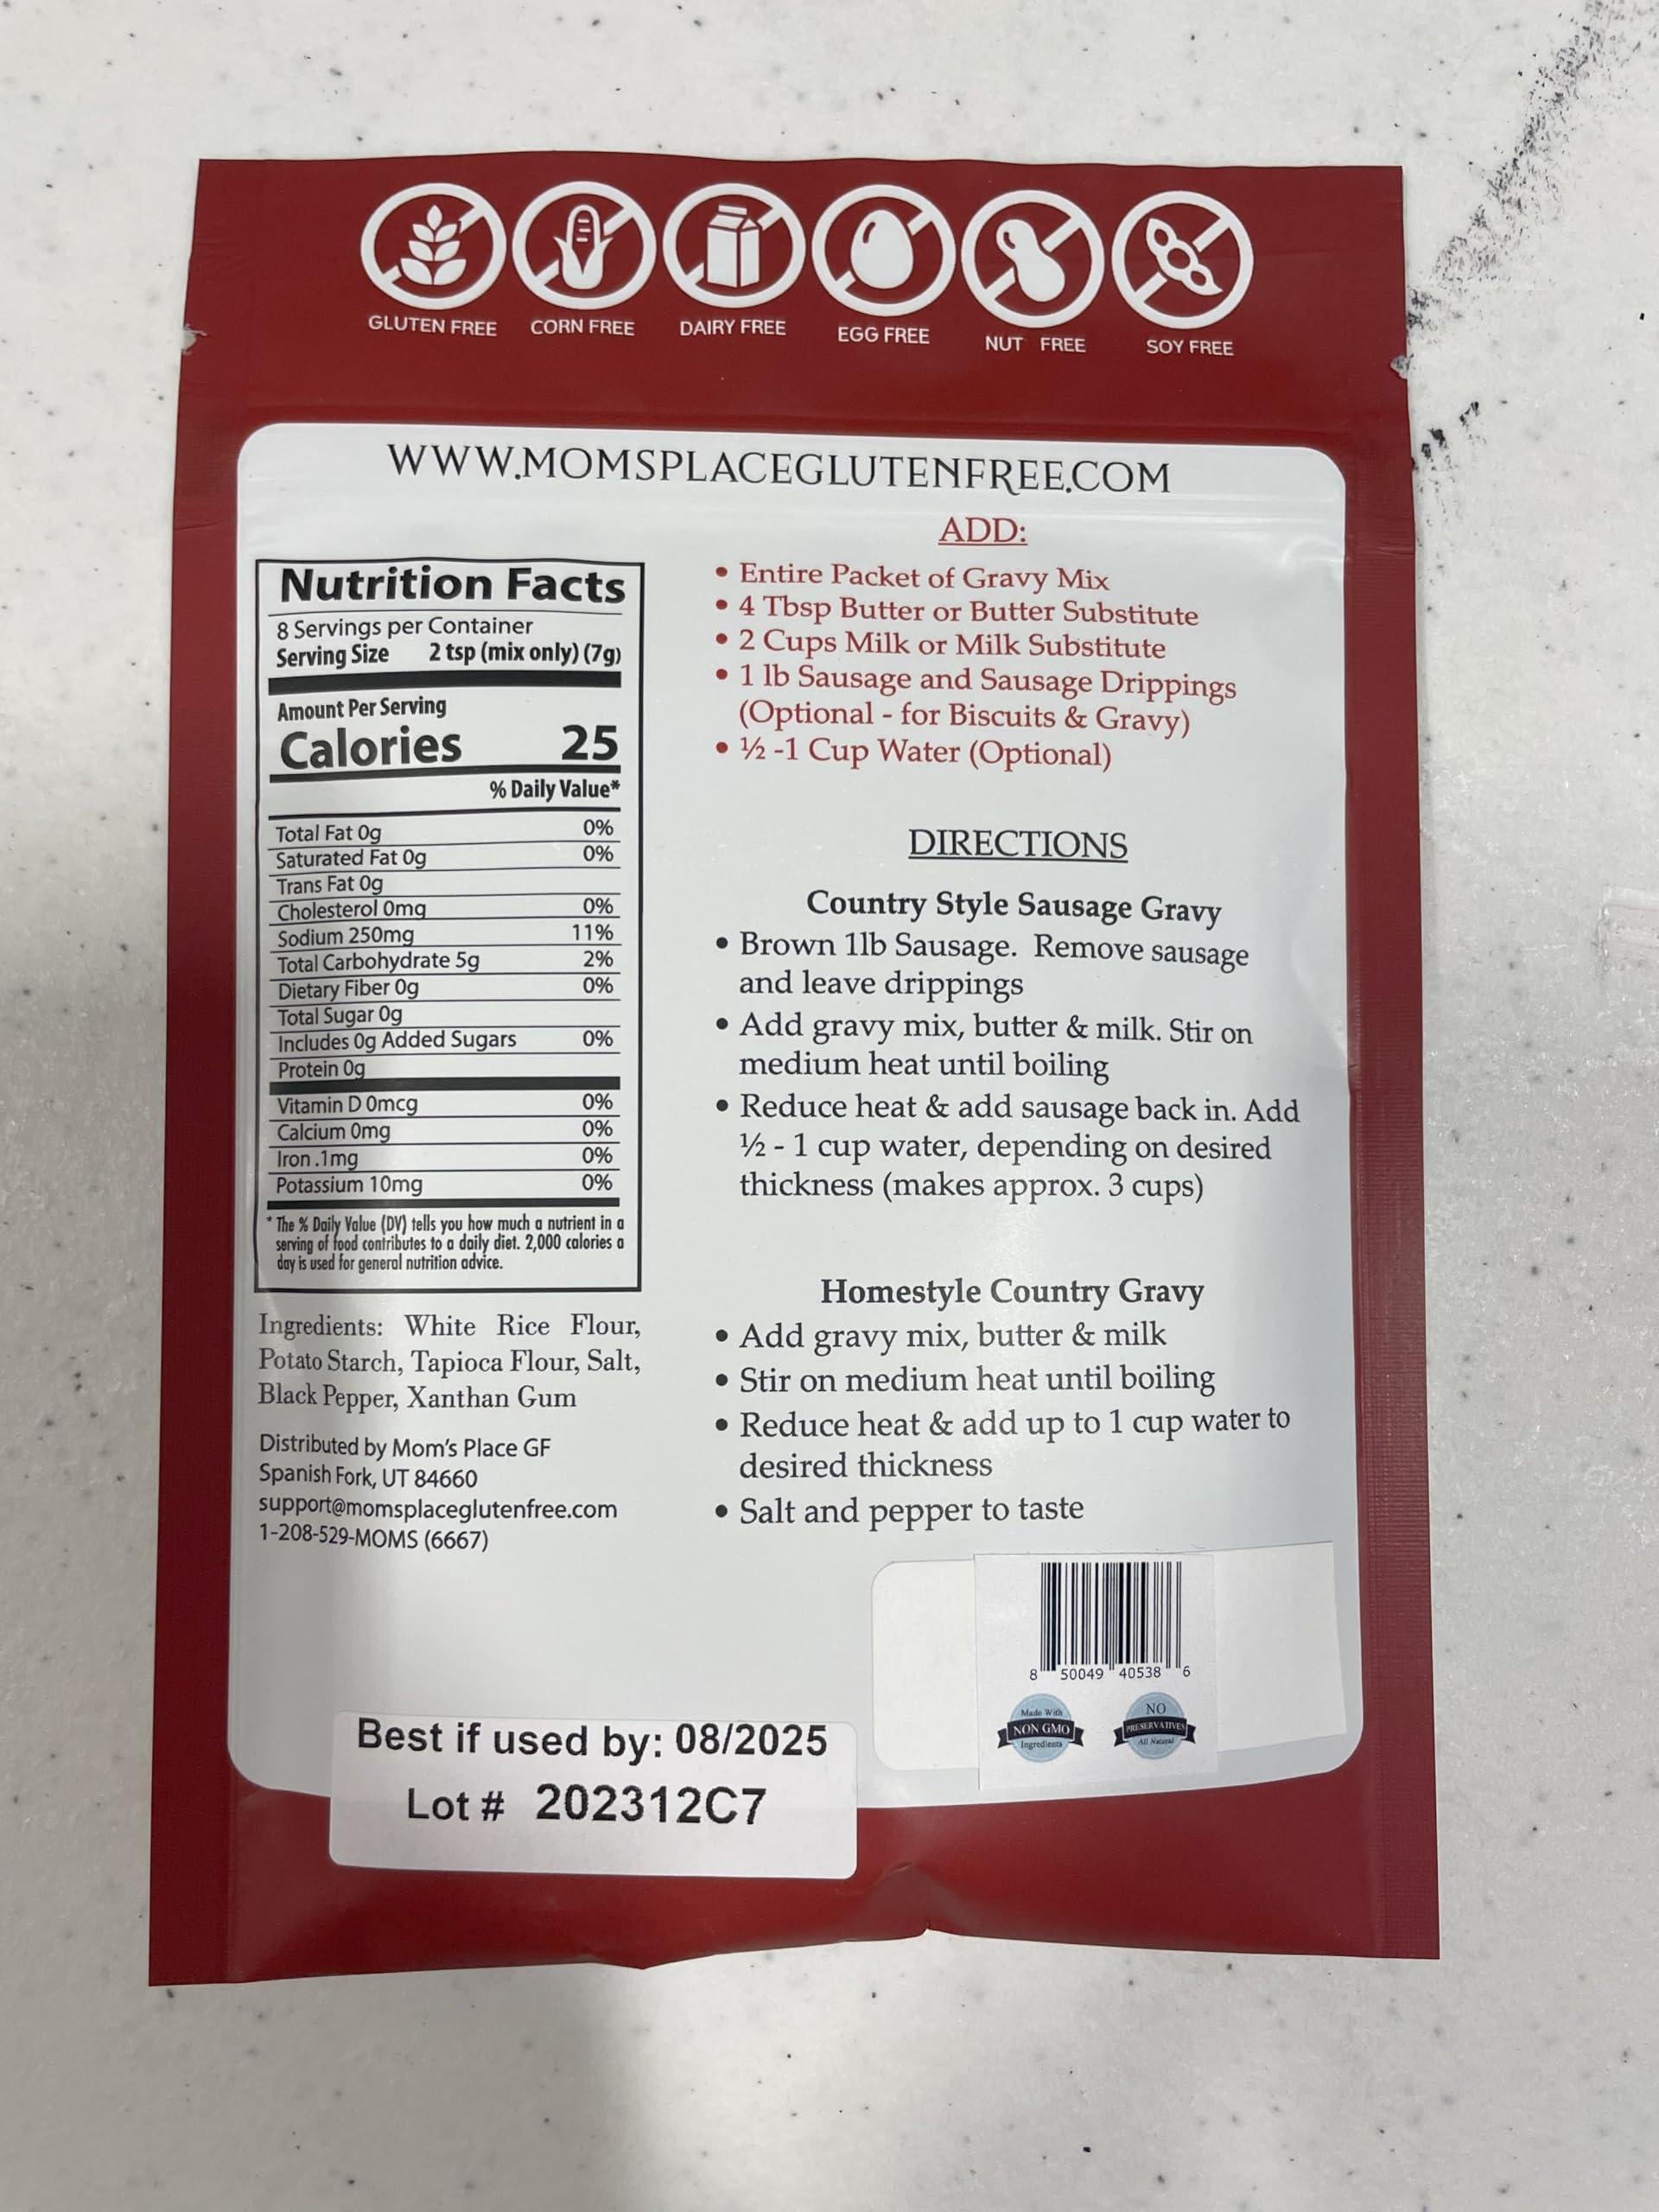 GLUTEN FREE CORN FREE DAIRY FREE EGG FREE NUT FREE SOY FREE
WWW.MOMSPLACEGLUTENFREE.COM
Nutrition Facts
8 Servings per Container
Serving Size 2 tsp (mix only) (7g)
Amount Per Serving
Calories 25
% Daily Value*
Total Fat 0g 0%
Saturated Fat 0g 0%
Trans Fat 0g
Cholesterol 0mg 0%
Sodium 250mg 11%
Total Carbohydrate 5g 2%
Dietary Fiber 0g 0%
Total Sugar 0g
Includes 0g Added Sugars 0%
Protein 0g
Vitamin D 0mcg 0%
Calcium 0mg 0%
Iron .1mg 0%
Potassium 10mg 0%
* The % Daily Value (DV) tells you how much a nutrient in a
serving of food contributes to a daily diet. 2,000 calories a
day is used for general nutrition advice.
Ingredients: White Rice Flour,
Potato Starch, Tapioca Flour, Salt,
Black Pepper, Xanthan Gum
Distributed by Mom's Place GF
Spanish Fork, UT 84660
support@momsplaceglutenfree.com
1-208-529-MOMS (6667)
ADD:
• Entire Packet of Gravy Mix
• 4 Tbsp Butter or Butter Substitute
• 2 Cups Milk or Milk Substitute
• 1 lb Sausage and Sausage Drippings
(Optional - for Biscuits & Gravy)
• ½ -1 Cup Water (Optional)
DIRECTIONS
Country Style Sausage Gravy
• Brown 1lb Sausage. Remove sausage
and leave drippings
• Add gravy mix, butter & milk. Stir on
medium heat until boiling
• Reduce heat & add sausage back in. Add
½ - 1 cup water, depending on desired
thickness (makes approx. 3 cups)
Homestyle Country Gravy
• Add gravy mix, butter & milk
• Stir on medium heat until boiling
• Reduce heat & add up to 1 cup water to
desired thickness
• Salt and pepper to taste
8 50049 40538 6
Made With
NON GMO
Ingredients
NO
PRESERVATIVES
All Natural
Best if used by: 08/2025
Lot # 202312C7